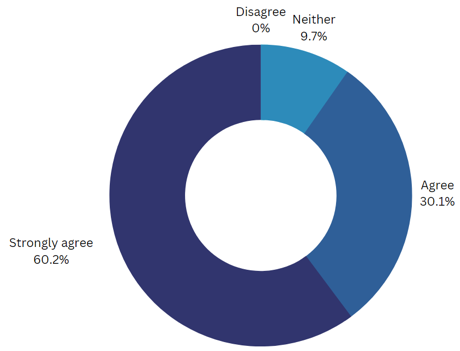 Disagree
0%
Neither
9.7%
Agree
30.1%
Strongly agree
60.2%